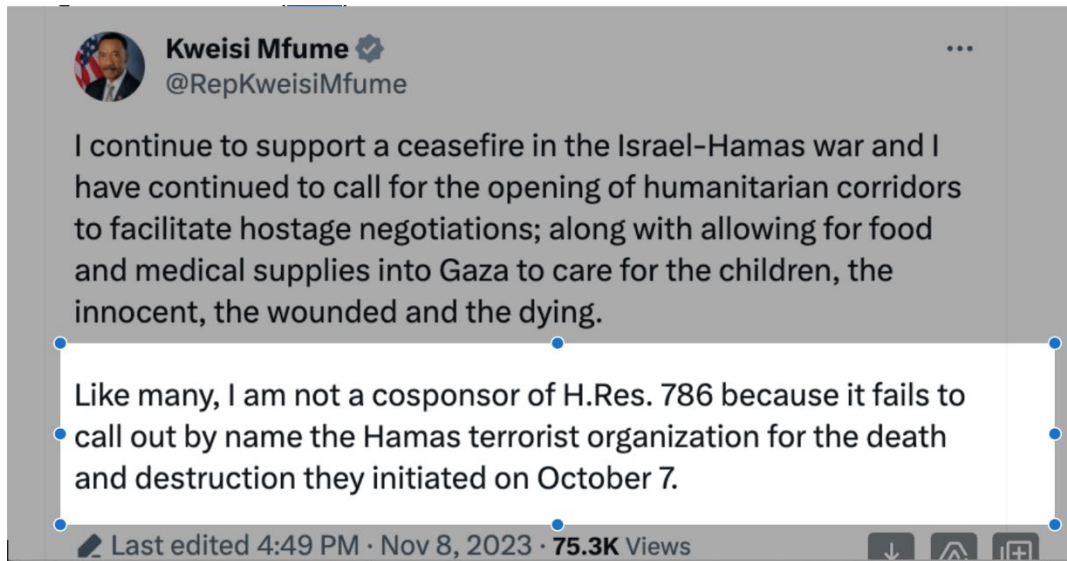 Kweisi Mfume
@RepKweisiMfume
I continue to support a ceasefire in the Israel-Hamas war and I
have continued to call for the opening of humanitarian corridors
to facilitate hostage negotiations; along with allowing for food
and medical supplies into Gaza to care for the children, the
innocent, the wounded and the dying.
Like many, I am not a cosponsor of H.Res. 786 because it fails to
call out by name the Hamas terrorist organization for the death
and destruction they initiated on October 7.
Last edited 4:49 PM · Nov 8, 2023 · 75.3K Views